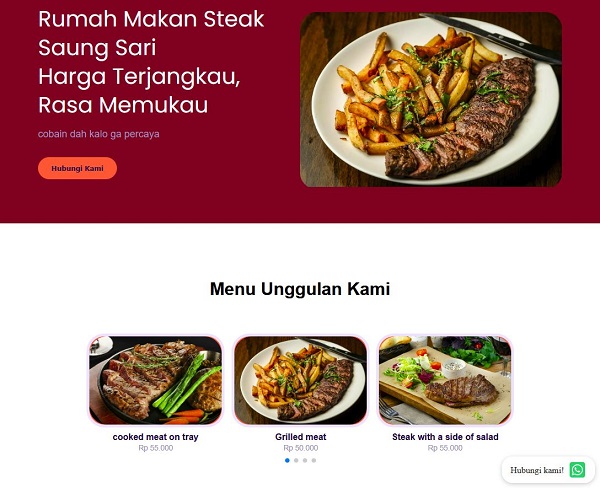 Rumah Makan Steak
Saung Sari
Harga Terjangkau,
Rasa Memukau
cobain dah kalo ga percaya
Hubungi Kami
Menu Unggulan Kami
cooked meat on tray
Rp 55.000
Grilled meat
Rp 50.000
Steak with a side of salad
Rp 55.000
Hubungi kami!